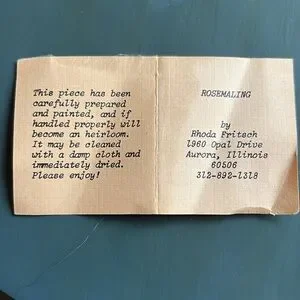 This piece has been
carefully prepared
and painted, and if
handled properly will
become an heirloom.
It may be cleaned
with a damp cloth and
immediately dried.
Please enjoy!
ROSEMALING
by
Rhoda Fritsch
1960 Opal Drive
Aurora, Illinois
60506
312-892-1318